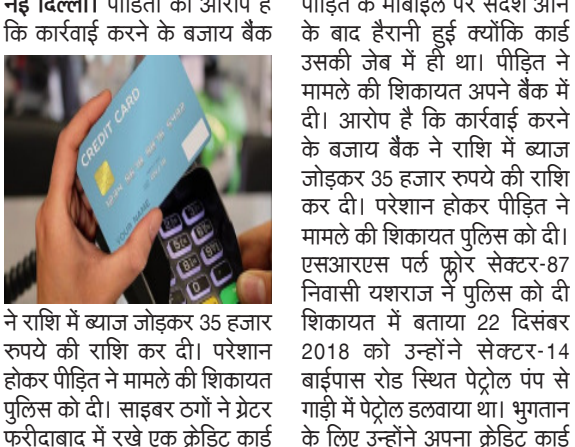 नई दिल्ली। पीड़िता का आरोप है
कि कार्रवाई करने के बजाय बैंक
CREDIT CARD
YOUR NAME
ने राशि में ब्याज जोड़कर 35 हजार
रुपये की राशि कर दी। परेशान
होकर पीड़ित ने मामले की शिकायत
पुलिस को दी। साइबर ठगों ने ग्रेटर
फरीदाबाद में रखे एक क्रेडिट कार्ड
पीड़ित के मोबाइल पर संदेश आने
के बाद हैरानी हुई क्योंकि कार्ड
उसकी जेब में ही था। पीड़ित ने
मामले की शिकायत अपने बैंक में
दी। आरोप है कि कार्रवाई करने
के बजाय बैंक ने राशि में ब्याज
जोड़कर 35 हजार रुपये की राशि
कर दी। परेशान होकर पीड़ित ने
मामले की शिकायत पुलिस को दी।
एसआरएस पर्ल फ्लोर सेक्टर-87
निवासी यशराज ने पुलिस को दी
शिकायत में बताया 22 दिसंबर
2018 को उन्होंने सेक्टर-14
बाईपास रोड स्थित पेट्रोल पंप से
गाड़ी में पेट्रोल डलवाया था। भुगतान
के लिए उन्होंने अपना क्रेडिट कार्ड